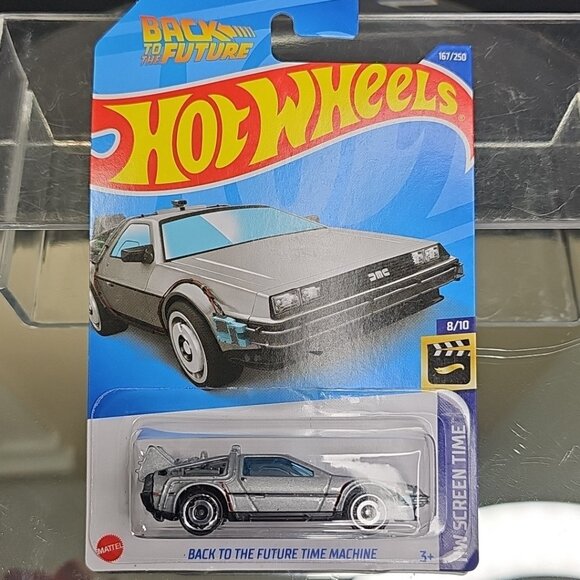 BACK
TO THE FUTURE
167/250
HOT WHEELS
DMC
8/10
HW SCREEN TIME
MATTEL
BACK TO THE FUTURE TIME MACHINE
3+